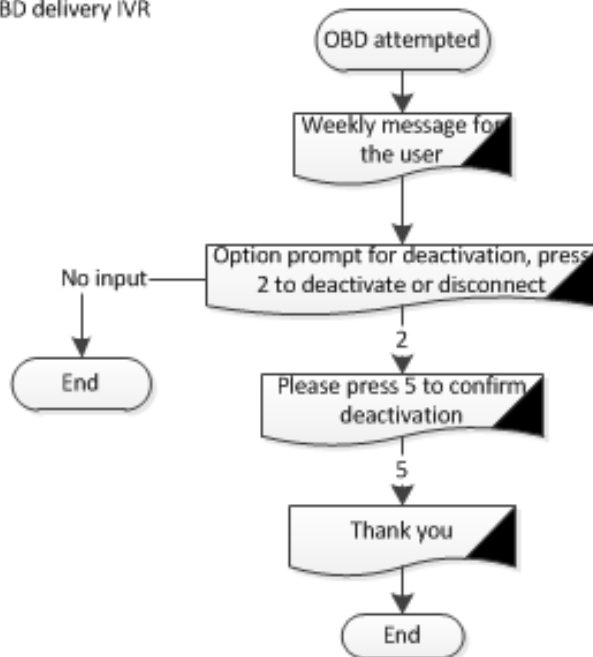 BD delivery IVR
OBD attempted
Weekly message for
the user
Option prompt for deactivation, press
2 to deactivate or disconnect
No input
2
End
Please press 5 to confirm
deactivation
5
Thank you
End